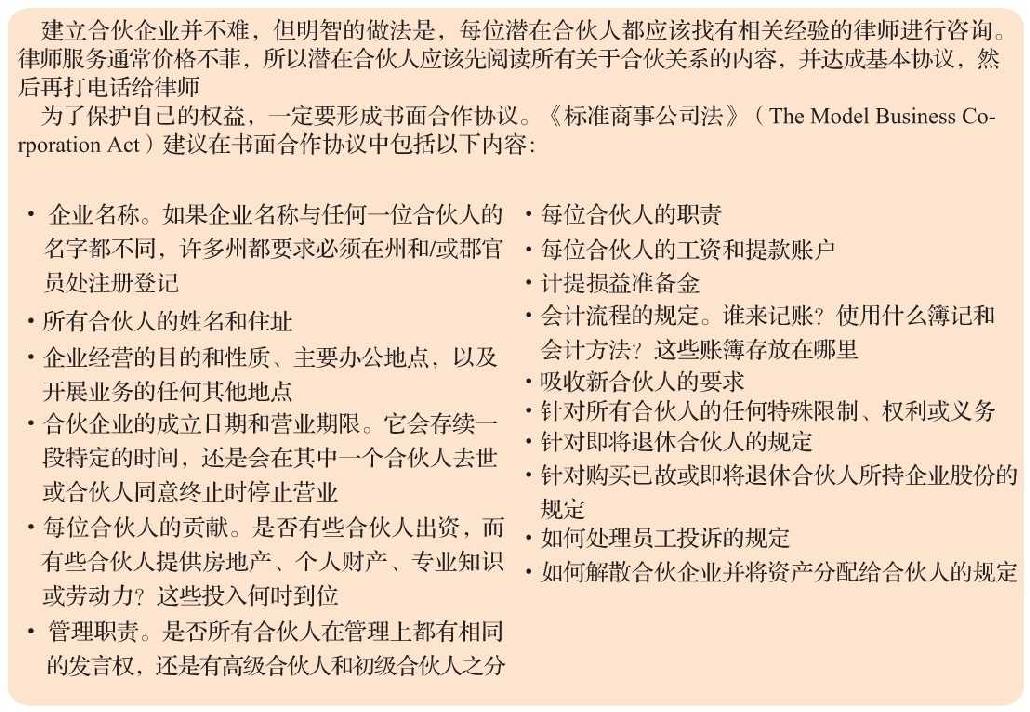 建立合伙企业并不难，但明智的做法是，每位潜在合伙人都应该找有相关经验的律师进行咨询。
律师服务通常价格不菲，所以潜在合伙人应该先阅读所有关于合伙关系的内容，并达成基本协议，然
后再打电话给律师
为了保护自己的权益，一定要形成书面合作协议。《标准商事公司法》（The Model Business Co-
rporation Act）建议在书面合作协议中包括以下内容：
• 企业名称。如果企业名称与任何一位合伙人的
名字都不同，许多州都要求必须在州和/或郡官
员处注册登记
• 所有合伙人的姓名和住址
• 企业经营的目的和性质、主要办公地点，以及
开展业务的任何其他地点
• 合伙企业的成立日期和营业期限。它会存续一
段特定的时间，还是会在其中一个合伙人去世
或合伙人同意终止时停止营业
• 每位合伙人的贡献。是否有些合伙人出资，而
有些合伙人提供房地产、个人财产、专业知识
或劳动力？这些投入何时到位
• 管理职责。是否所有合伙人在管理上都有相同
的发言权，还是有高级合伙人和初级合伙人之分
• 每位合伙人的职责
• 每位合伙人的工资和提款账户
• 计提损益准备金
• 会计流程的规定。谁来记账？使用什么簿记和
会计方法？这些账簿存放在哪里
• 吸收新合伙人的要求
• 针对所有合伙人的任何特殊限制、权利或义务
• 针对即将退休合伙人的规定
• 针对购买已故或即将退休合伙人所持企业股份的
规定
• 如何处理员工投诉的规定
• 如何解散合伙企业并将资产分配给合伙人的规定